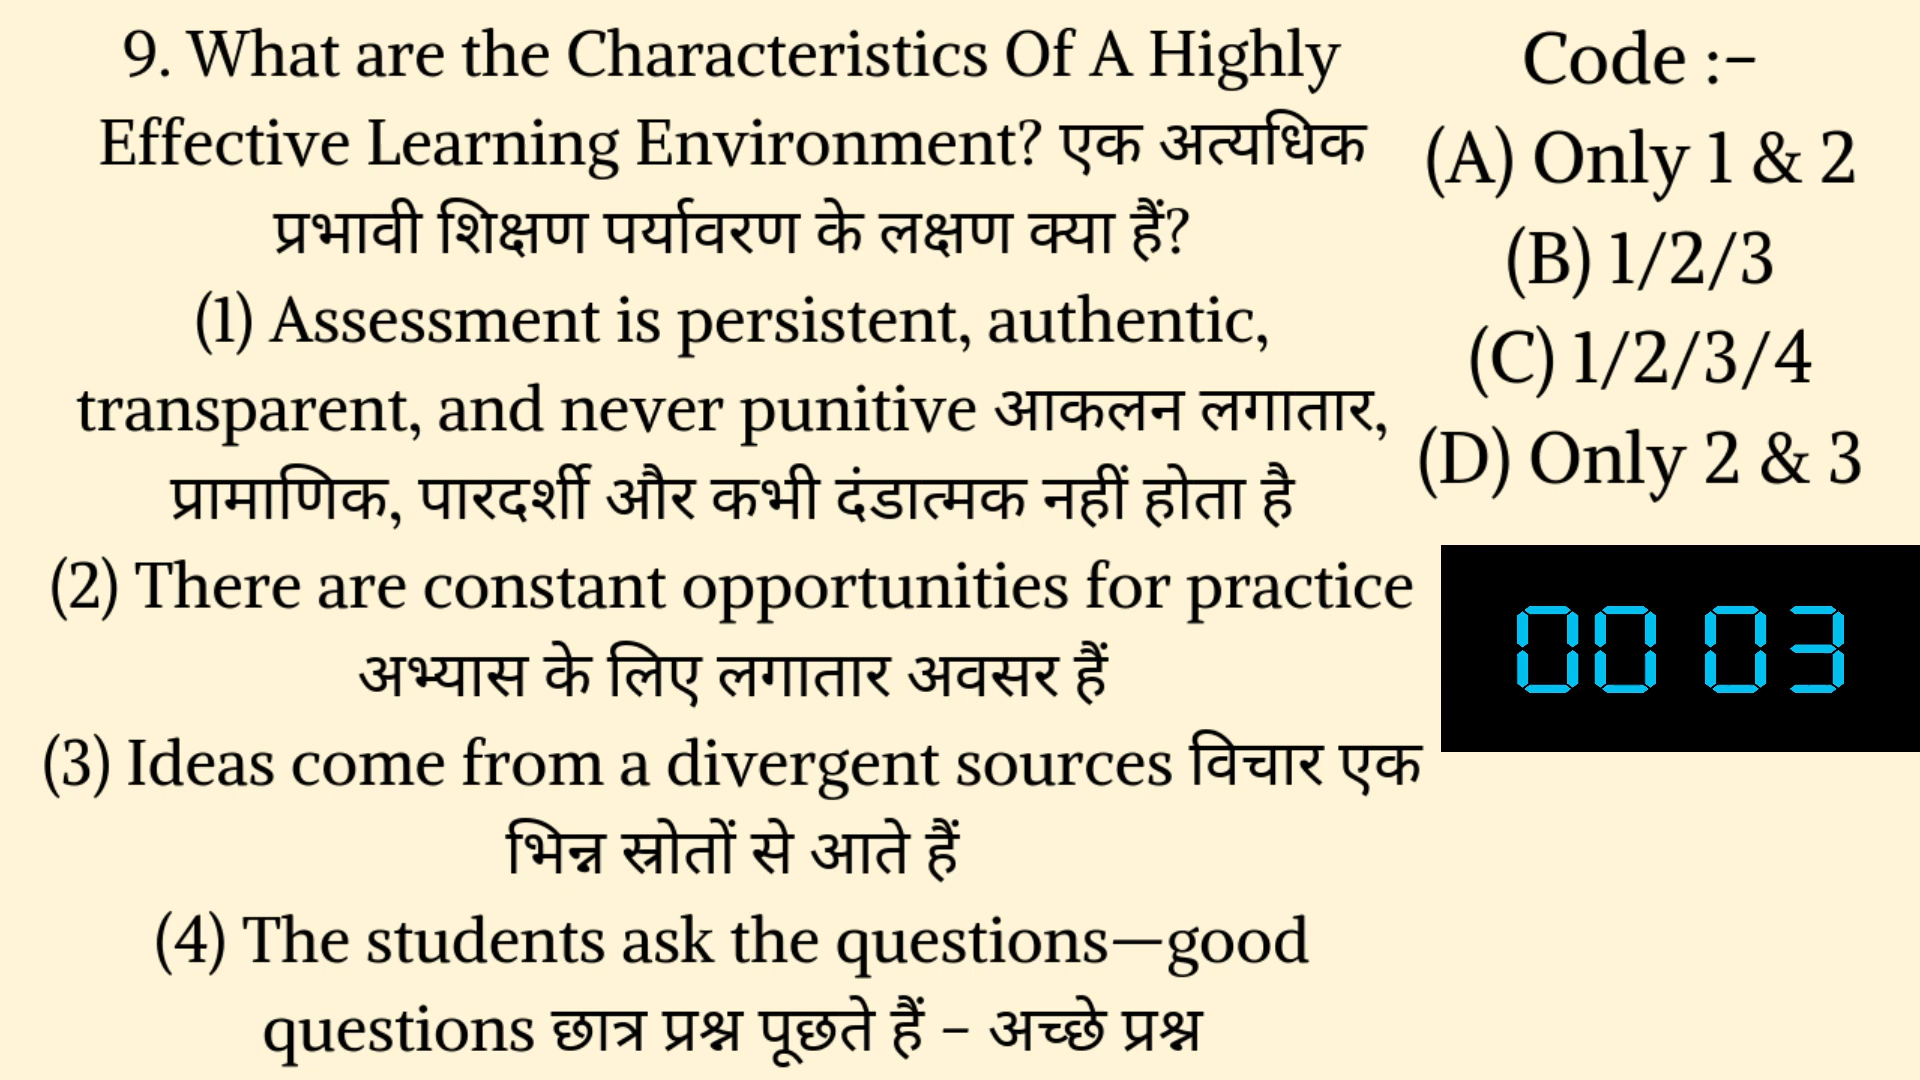 9. What are the Characteristics Of A Highly
Effective Learning Environment? एक अत्यधिक
प्रभावी शिक्षण पर्यावरण के लक्षण क्या हैं?
(1) Assessment is persistent, authentic,
transparent, and never punitive आकलन लगातार,
प्रामाणिक, पारदर्शी और कभी दंडात्मक नहीं होता है
(2) There are constant opportunities for practice
अभ्यास के लिए लगातार अवसर हैं
(3) Ideas come from a divergent sources विचार एक
भिन्न स्रोतों से आते हैं
(4) The students ask the questions—good
questions छात्र प्रश्न पूछते हैं – अच्छे प्रश्न
Code :–
(A) Only 1 & 2
(B) 1/2/3
(C) 1/2/3/4
(D) Only 2 & 3
00 03